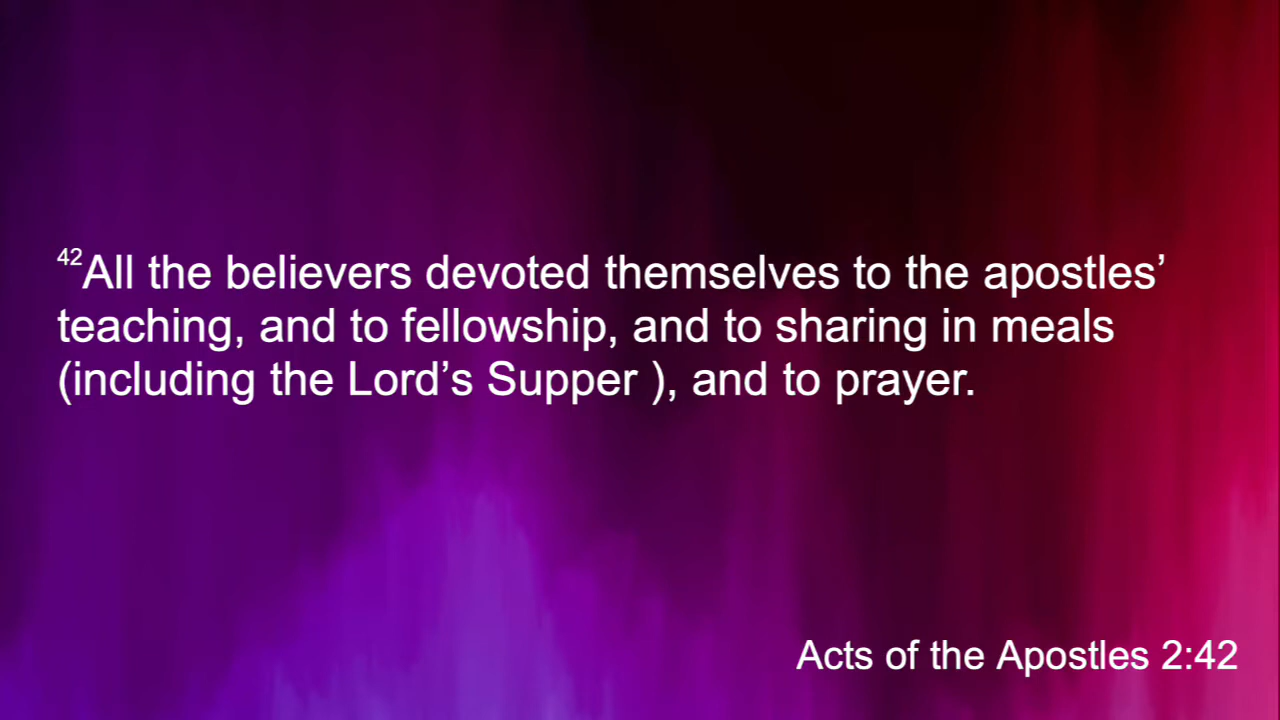 42All the believers devoted themselves to the apostles’
teaching, and to fellowship, and to sharing in meals
(including the Lord’s Supper ), and to prayer.
Acts of the Apostles 2:42